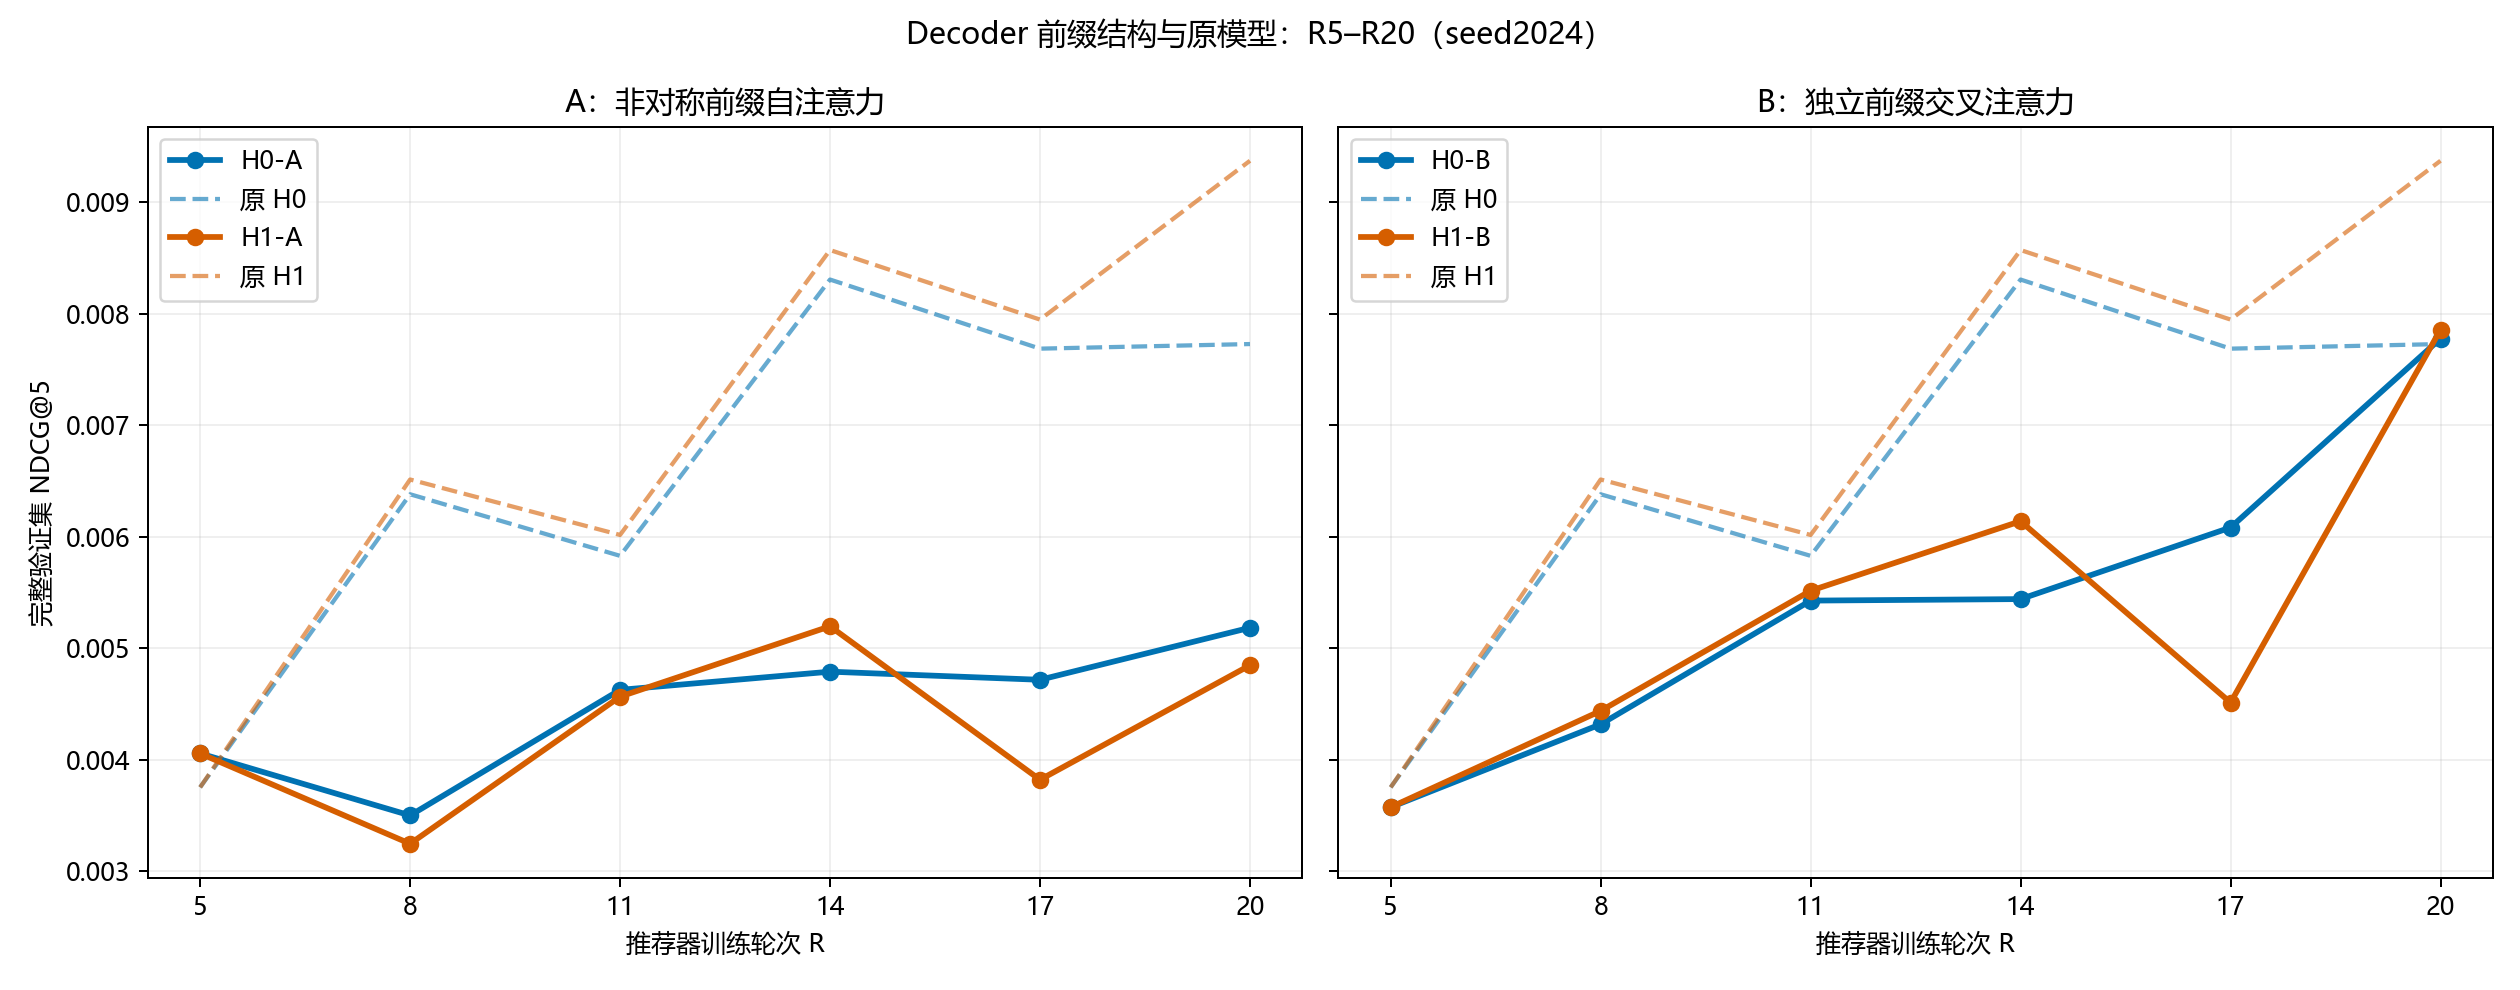 Decoder 前缀结构与原模型：R5–R20（seed2024）
A：非对称前缀自注意力
H0-A
原 H0
H1-A
原 H1
完整验证集 NDCG@5
0.009
0.008
0.007
0.006
0.005
0.004
0.003
5
8
11
14
17
20
推荐器训练轮次 R
B：独立前缀交叉注意力
H0-B
原 H0
H1-B
原 H1
5
8
11
14
17
20
推荐器训练轮次 R